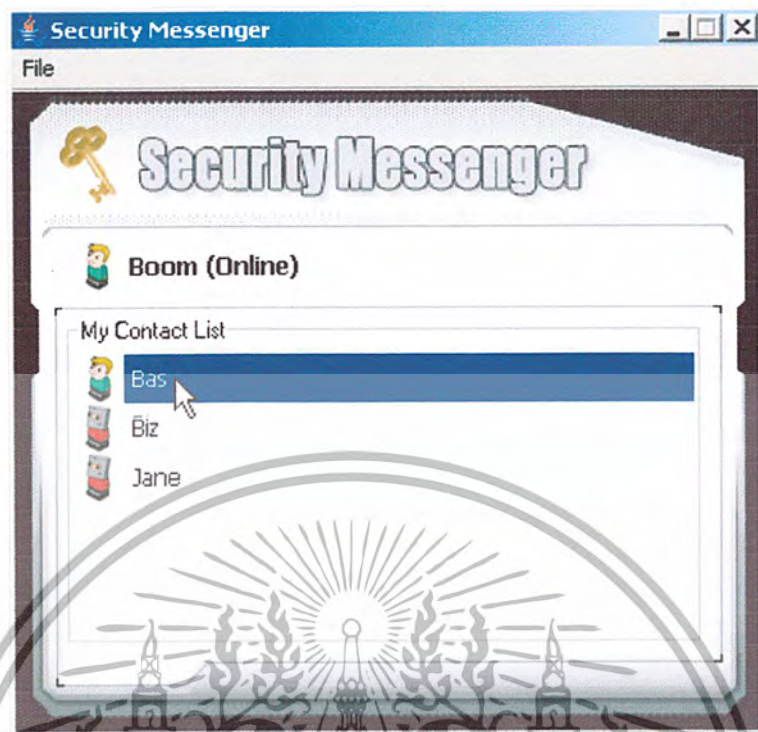 Security Messenger
File
Security Messenger
Boom (Online)
My Contact List
Bas
Biz
Jane